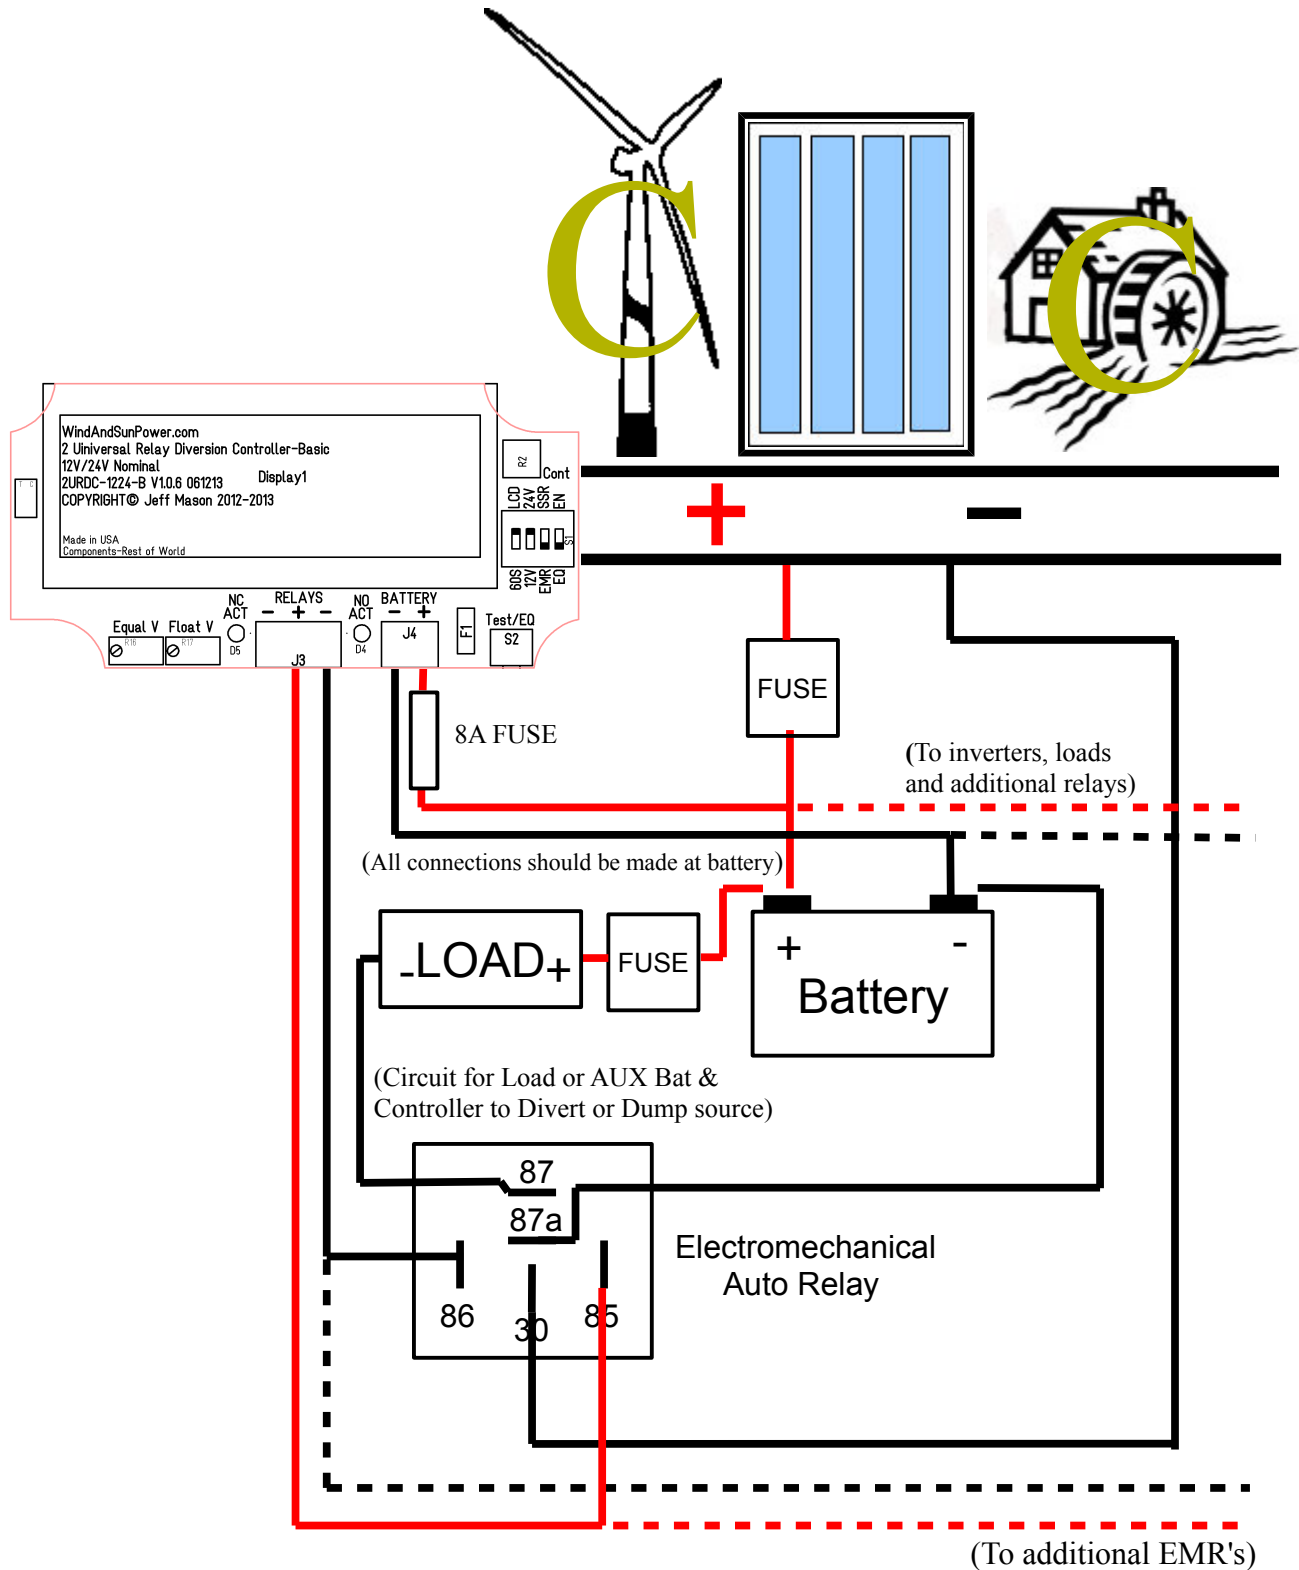 C
C
WindAndSunPower.com
2 Uiniversal Relay Diversion Controller-Basic
12V/24V Nominal
Display1
2URDC-1224-B V1.0.6 061213
COPYRIGHT© Jeff Mason 2012-2013
Made in USA
Components-Rest of World
T C
R2
Cont
LCD
24V
SSR
EN
S1
60S
12V
EMR
EQ
+ −
NC
ACT
RELAYS
− + −
NO
ACT
BATTERY
− +
Equal V
Float V
R16
R17
D5
J3
D4
J4
F1
Test/EQ
S2
FUSE
8A FUSE
(To inverters, loads
and additional relays)
(All connections should be made at battery)
-LOAD+
FUSE
+ -
Battery
(Circuit for Load or AUX Bat &
Controller to Divert or Dump source)
87
87a
86
30
85
Electromechanical
Auto Relay
(To additional EMR's)